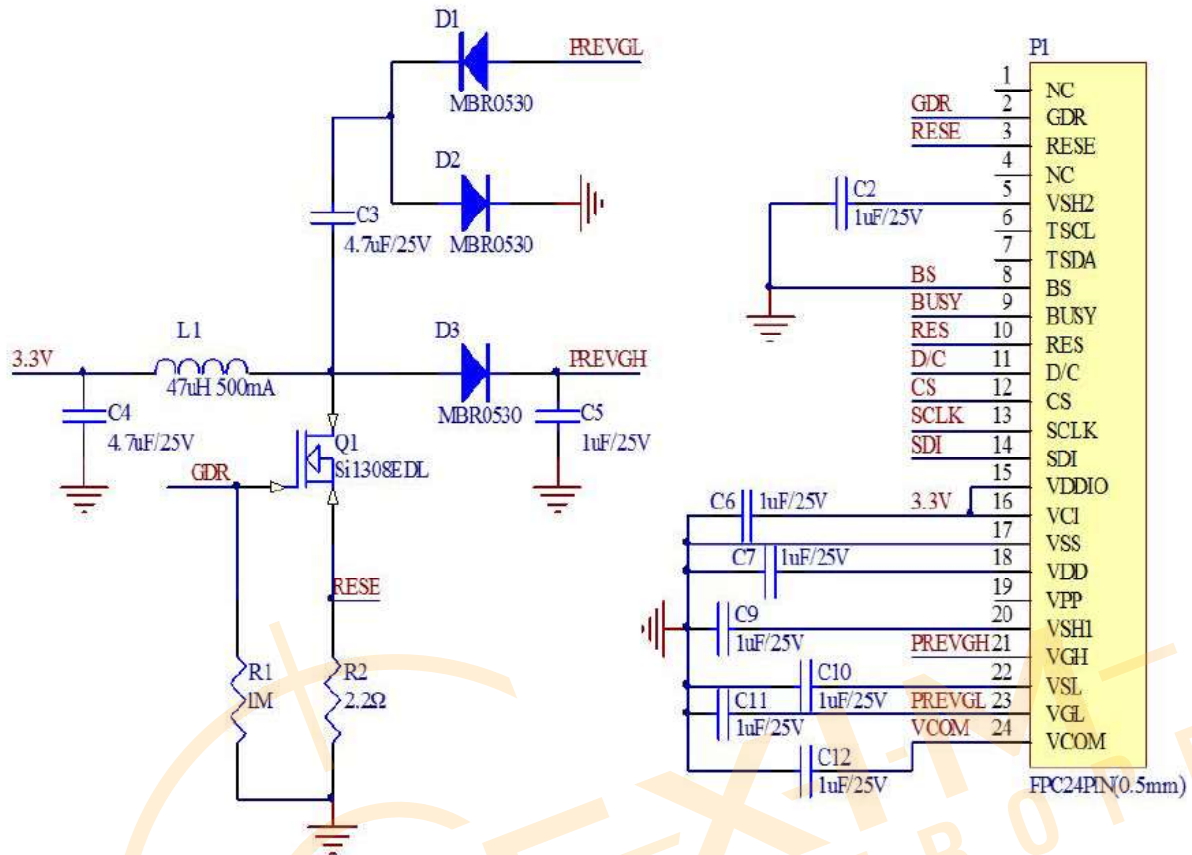 D1
PREVGL
MBR0530
D2
MBR0530
C3
4.7uF/25V
L1
3.3V
47uH 500mA
D3
PREVGH
MBR0530
C4
4.7uF/25V
C5
1uF/25V
Q1
Si1308EDL
GDR
RESE
R1
1M
R2
2.2Ω
P1
1 NC
GDR 2 GDR
RESE 3 RESE
4 NC
C2
1uF/25V
5 VSH2
6 TSCL
7 TSDA
BS 8 BS
BUSY 9 BUSY
RES 10 RES
D/C 11 D/C
CS 12 CS
SCLK 13 SCLK
SDI 14 SDI
15 VDDIO
C6 1uF/25V 3.3V 16 VCI
17 VSS
C7 1uF/25V 18 VDD
19 VPP
C9
1uF/25V
20 VSH1
PREVGH 21 VGH
C10
1uF/25V
22 VSL
C11
1uF/25V
PREVGL 23 VGL
VCOM 24 VCOM
C12
1uF/25V
FPC24PIN(0.5mm)